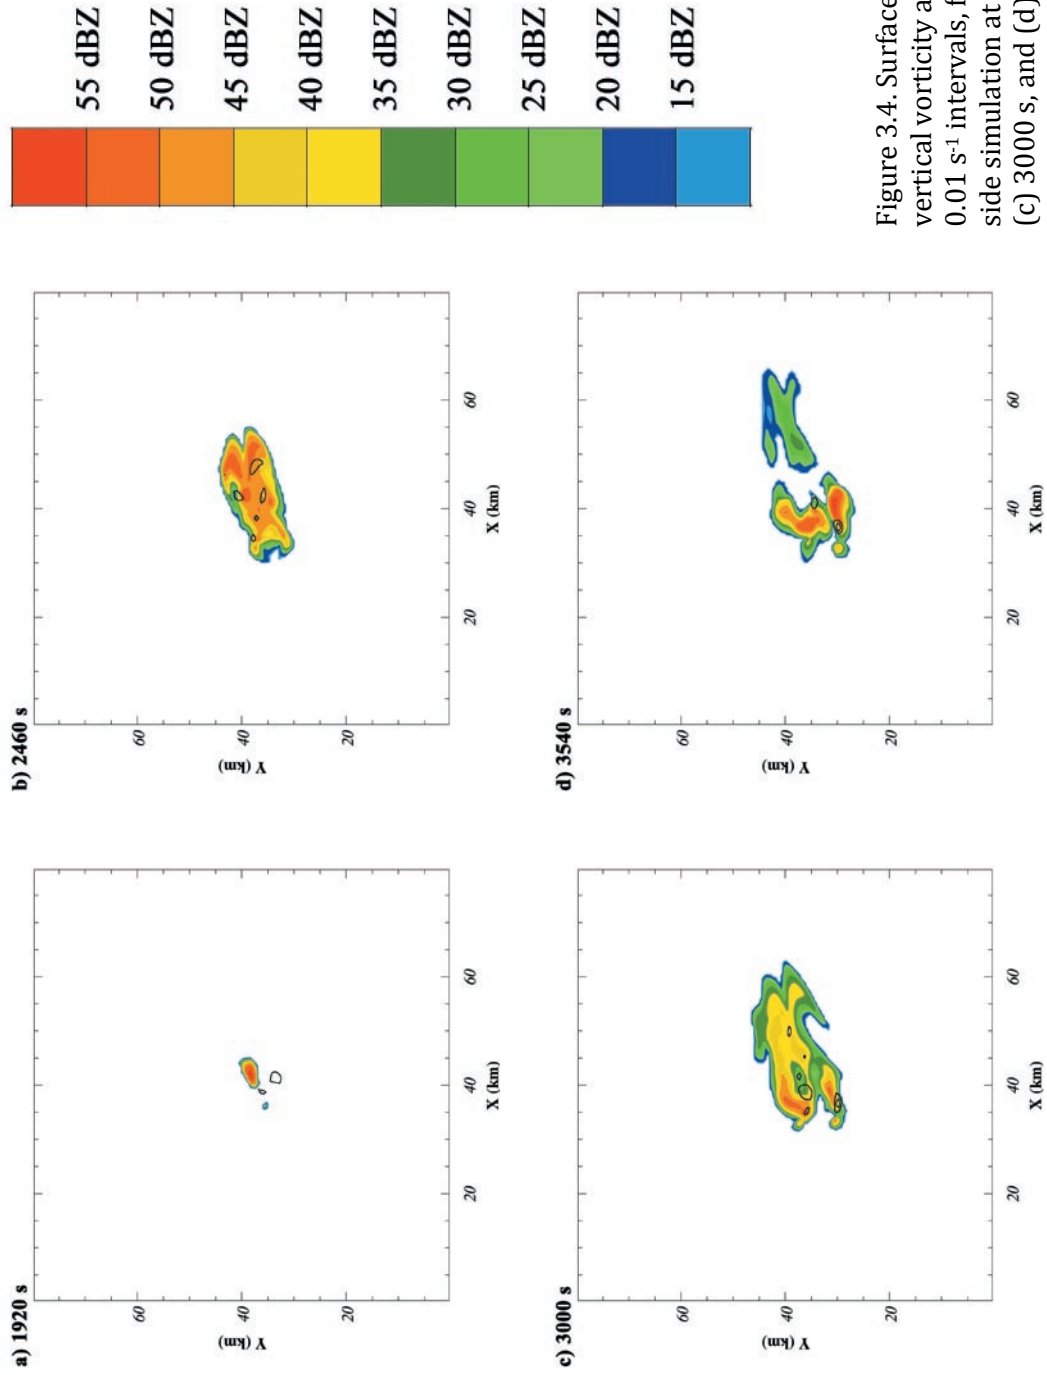 a) 1920 s
Y (km)
60
40
20
20 40 60
X (km)
b) 2460 s
Y (km)
60
40
20
20 40 60
X (km)
c) 3000 s
Y (km)
60
40
20
20 40 60
X (km)
d) 3540 s
Y (km)
60
40
20
20 40 60
X (km)
55 dBZ
50 dBZ
45 dBZ
40 dBZ
35 dBZ
30 dBZ
25 dBZ
20 dBZ
15 dBZ
Figure 3.4. Surface
vertical vorticity a
0.01 s⁻¹ intervals, f
side simulation at
(c) 3000 s, and (d)